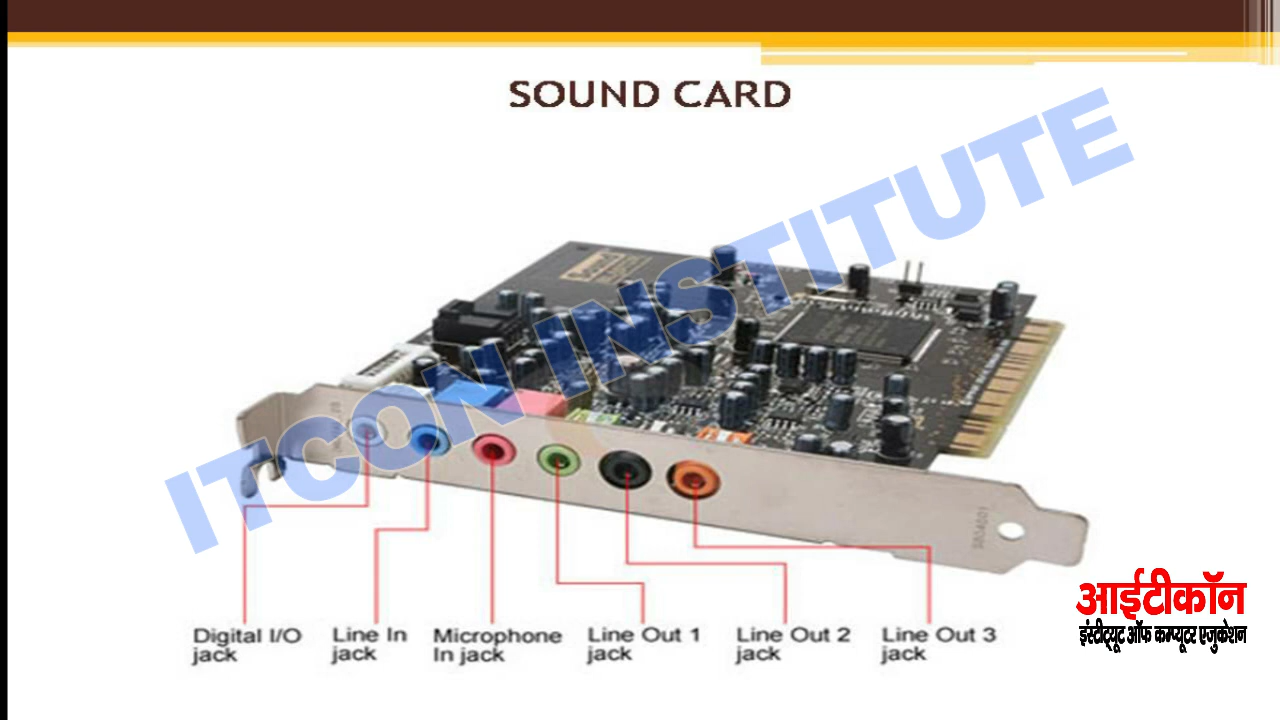 SOUND CARD
ITCON INSTITUTE
Digital I/O jack
Line In jack
Microphone In jack
Line Out 1 jack
Line Out 2 jack
Line Out 3 jack
आईटीकॉन
इंस्टीट्यूट ऑफ कम्प्यूटर एजुकेशन